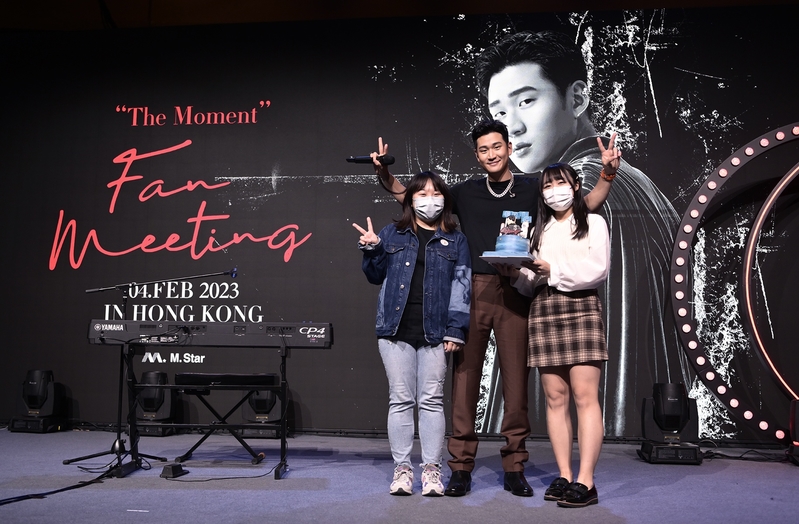 “The Moment”
Fan
Meeting
04.FEB 2023
IN HONG KONG
YAMAHA
CP4
STAGE
M. Star